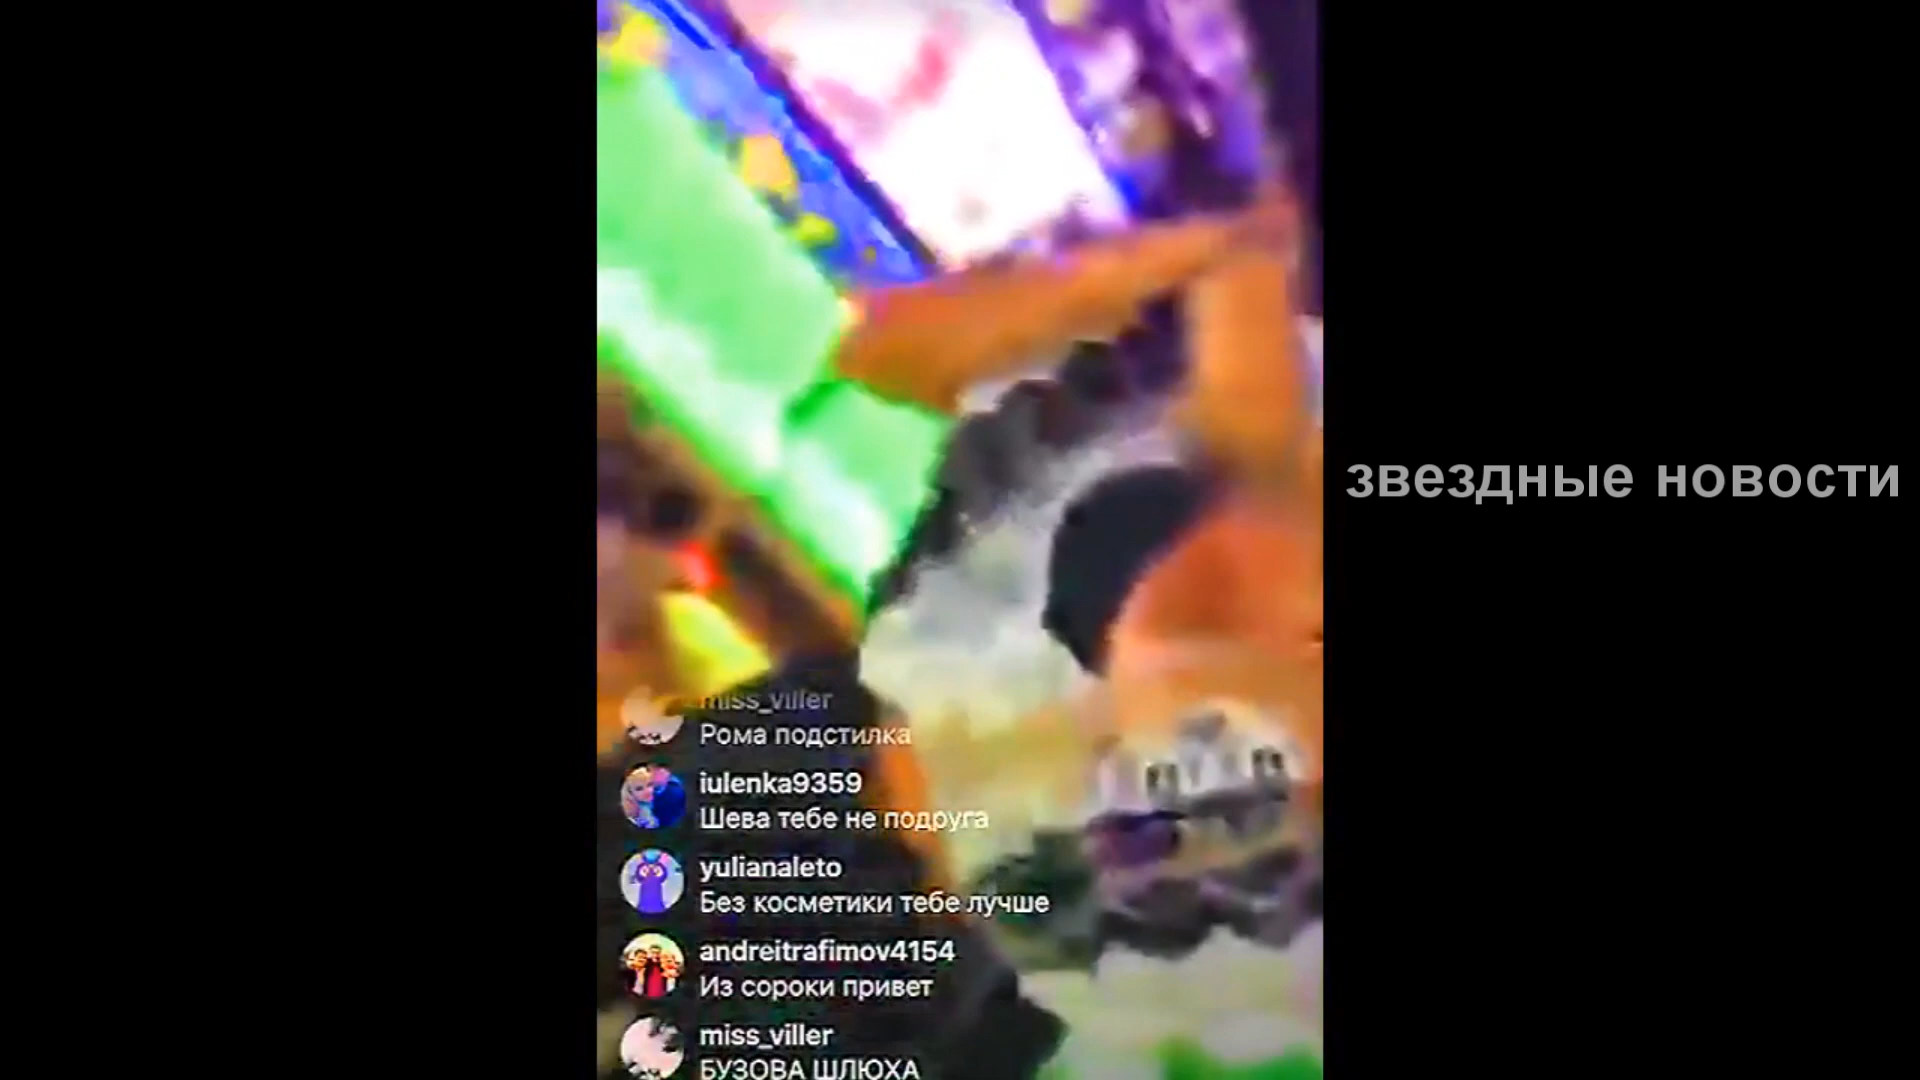 звездные новости
miss_viller
Рома подстилка
iulenka9359
Шева тебе не подруга
yulianaleto
Без косметики тебе лучше
andreitrafimov4154
Из сороки привет
miss_viller
БУЗОВА ШЛЮХА